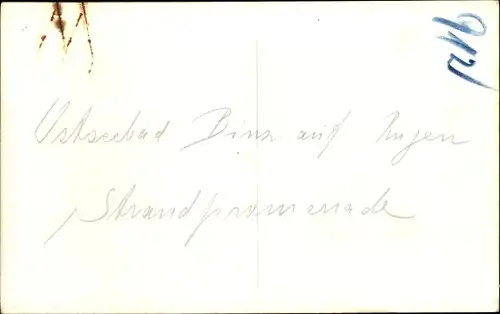 Ostseebad Binz auf Rügen
Strandpromenade